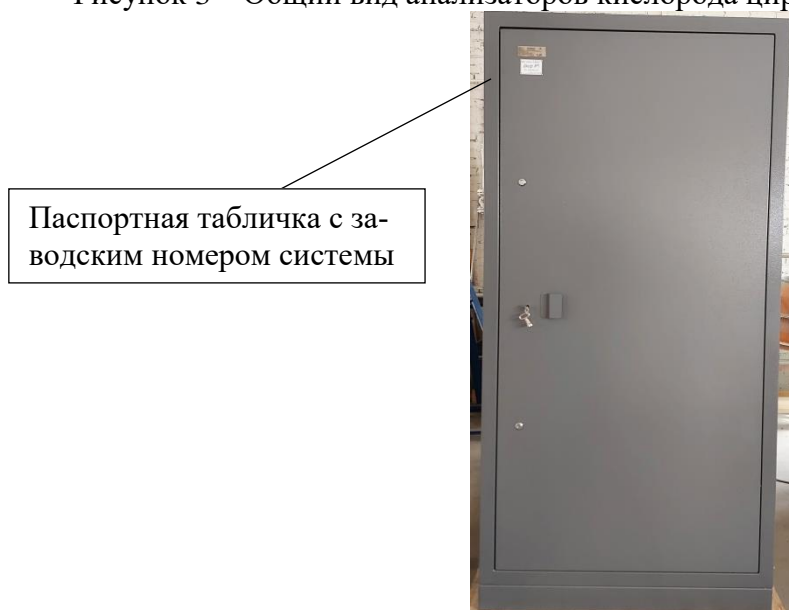 Рисунок 3 – Общий вид анализаторов кислорода цир
Паспортная табличка с за-
водским номером системы